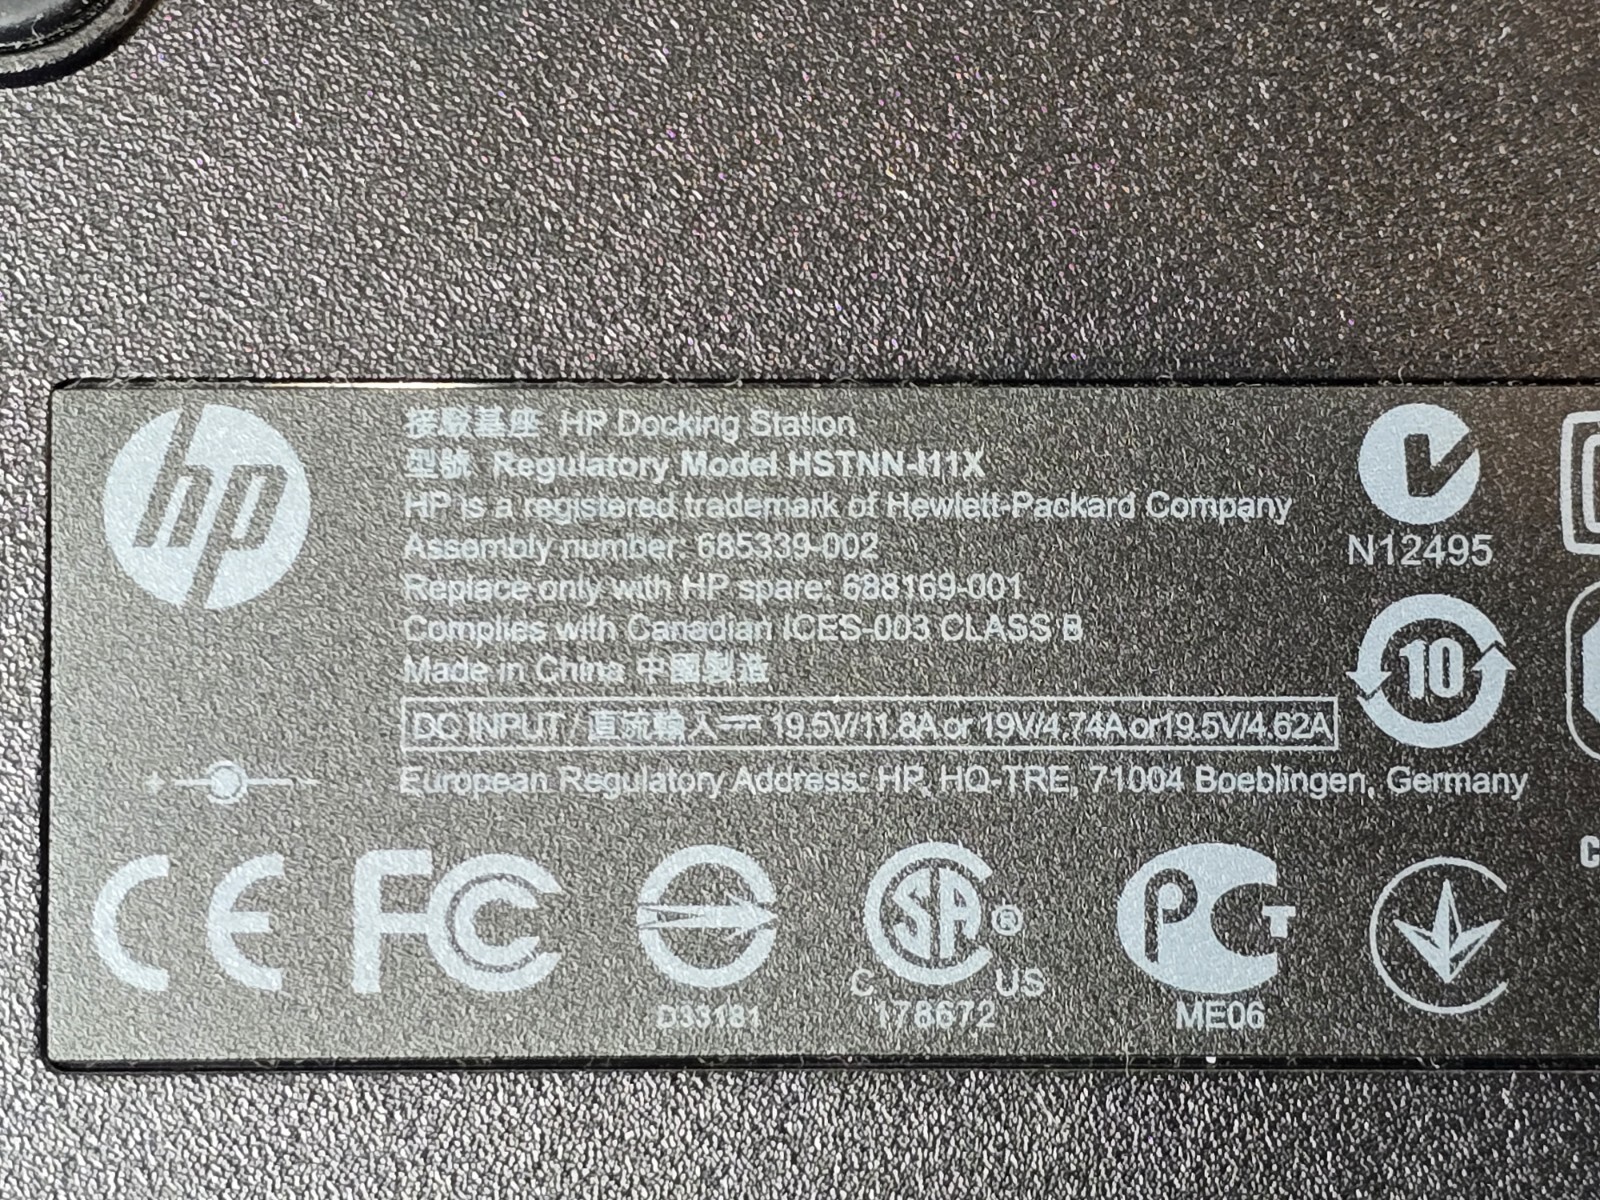 hp
接駁基座 HP Docking Station
型號 Regulatory Model HSTNN-I11X
HP is a registered trademark of Hewlett-Packard Company
Assembly number: 685339-002
Replace only with HP spare: 688169-001
Complies with Canadian ICES-003 CLASS B
Made in China 中國製造
DC INPUT / 直流輸入 19.5V/11.8A or 19V/4.74A or19.5V/4.62A
European Regulatory Address: HP, HQ-TRE, 71004 Boeblingen, Germany
N12495
10
CE
FC
D33181
SA ®
C US
178672
PCT
ME06